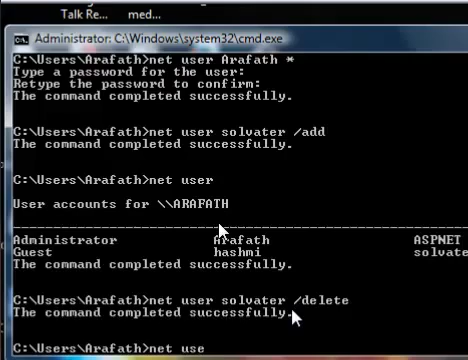 Talk Re... med...
Administrator: C:\Windows\system32\cmd.exe
C:\Users\Arafath>net user Arafath *
Type a password for the user:
Retype the password to confirm:
The command completed successfully.
C:\Users\Arafath>net user solvater /add
The command completed successfully.
C:\Users\Arafath>net user
User accounts for \\ARAFATH
Administrator Arafath ASPNET
Guest hashmi solvate
The command completed successfully.
C:\Users\Arafath>net user solvater /delete
The command completed successfully.
C:\Users\Arafath>net use